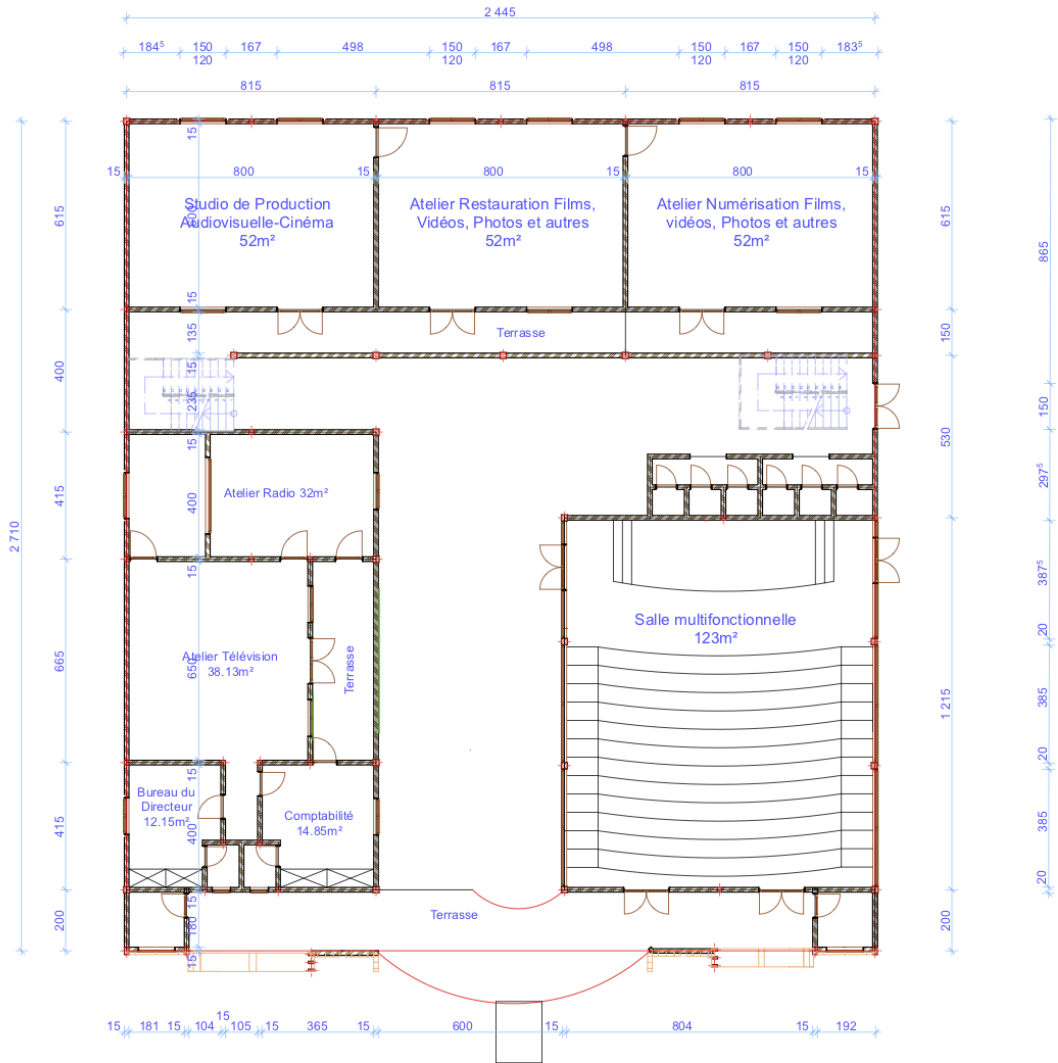 2 445
184⁵ 150 167 498 150 167 498 150 167 150 183⁵
120 120 120 120
815 815 815
15 800 15 800 15 800 15
15
600
Studio de Production
Audiovisuelle-Cinéma
52m²
Atelier Restauration Films,
Vidéos, Photos et autres
52m²
Atelier Numérisation Films,
vidéos, Photos et autres
52m²
15
135
Terrasse
15
235
15
Atelier Radio 32m²
400
15
Salle multifonctionnelle
123m²
Atelier Télévision
38.13m²
650
Terrasse
15
Bureau du
Directeur
12.15m²
Comptabilité
14.85m²
400
15
Terrasse
180
15
2 710
615
400
415
665
415
200
615
150
530
1 215
200
865
150
297⁵
387⁵
20
385
20
385
20
15
15 181 15 104 105 15 365 15 600 15 804 15 192